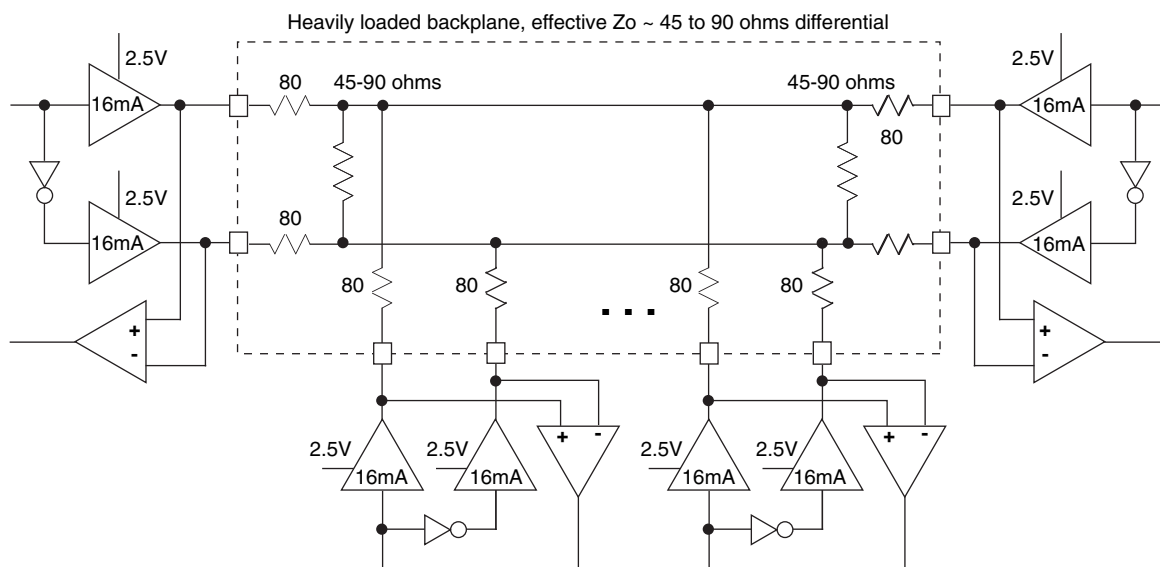 Heavily loaded backplane, effective Zo ~ 45 to 90 ohms differential
2.5V
2.5V
80
45-90 ohms
45-90 ohms
16mA
16mA
80
2.5V
2.5V
80
16mA
16mA
80
80
80
80
+
-
+
-
. . .
+
-
+
-
2.5V
2.5V
2.5V
2.5V
16mA
16mA
16mA
16mA